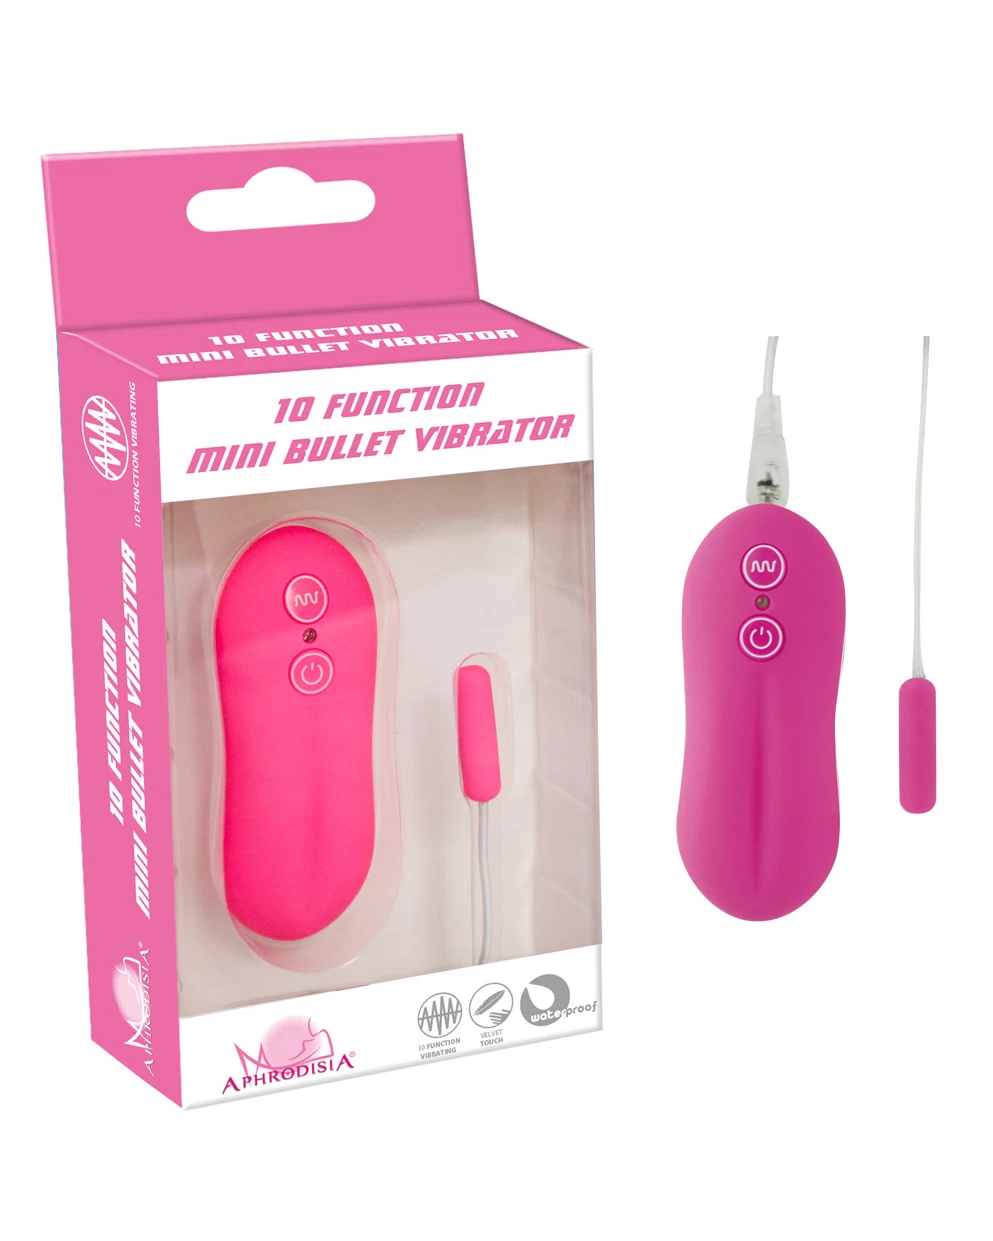 10 FUNCTION
MINI BULLET VIBRATOR
10 FUNCTION
MINI BULLET VIBRATOR
10 FUNCTION VIBRATING
10 FUNCTION
MINI BULLET VIBRATOR
APHRODISIA®
APHRODISIA®
10 FUNCTION
VIBRATING
VELVET
TOUCH
waterproof